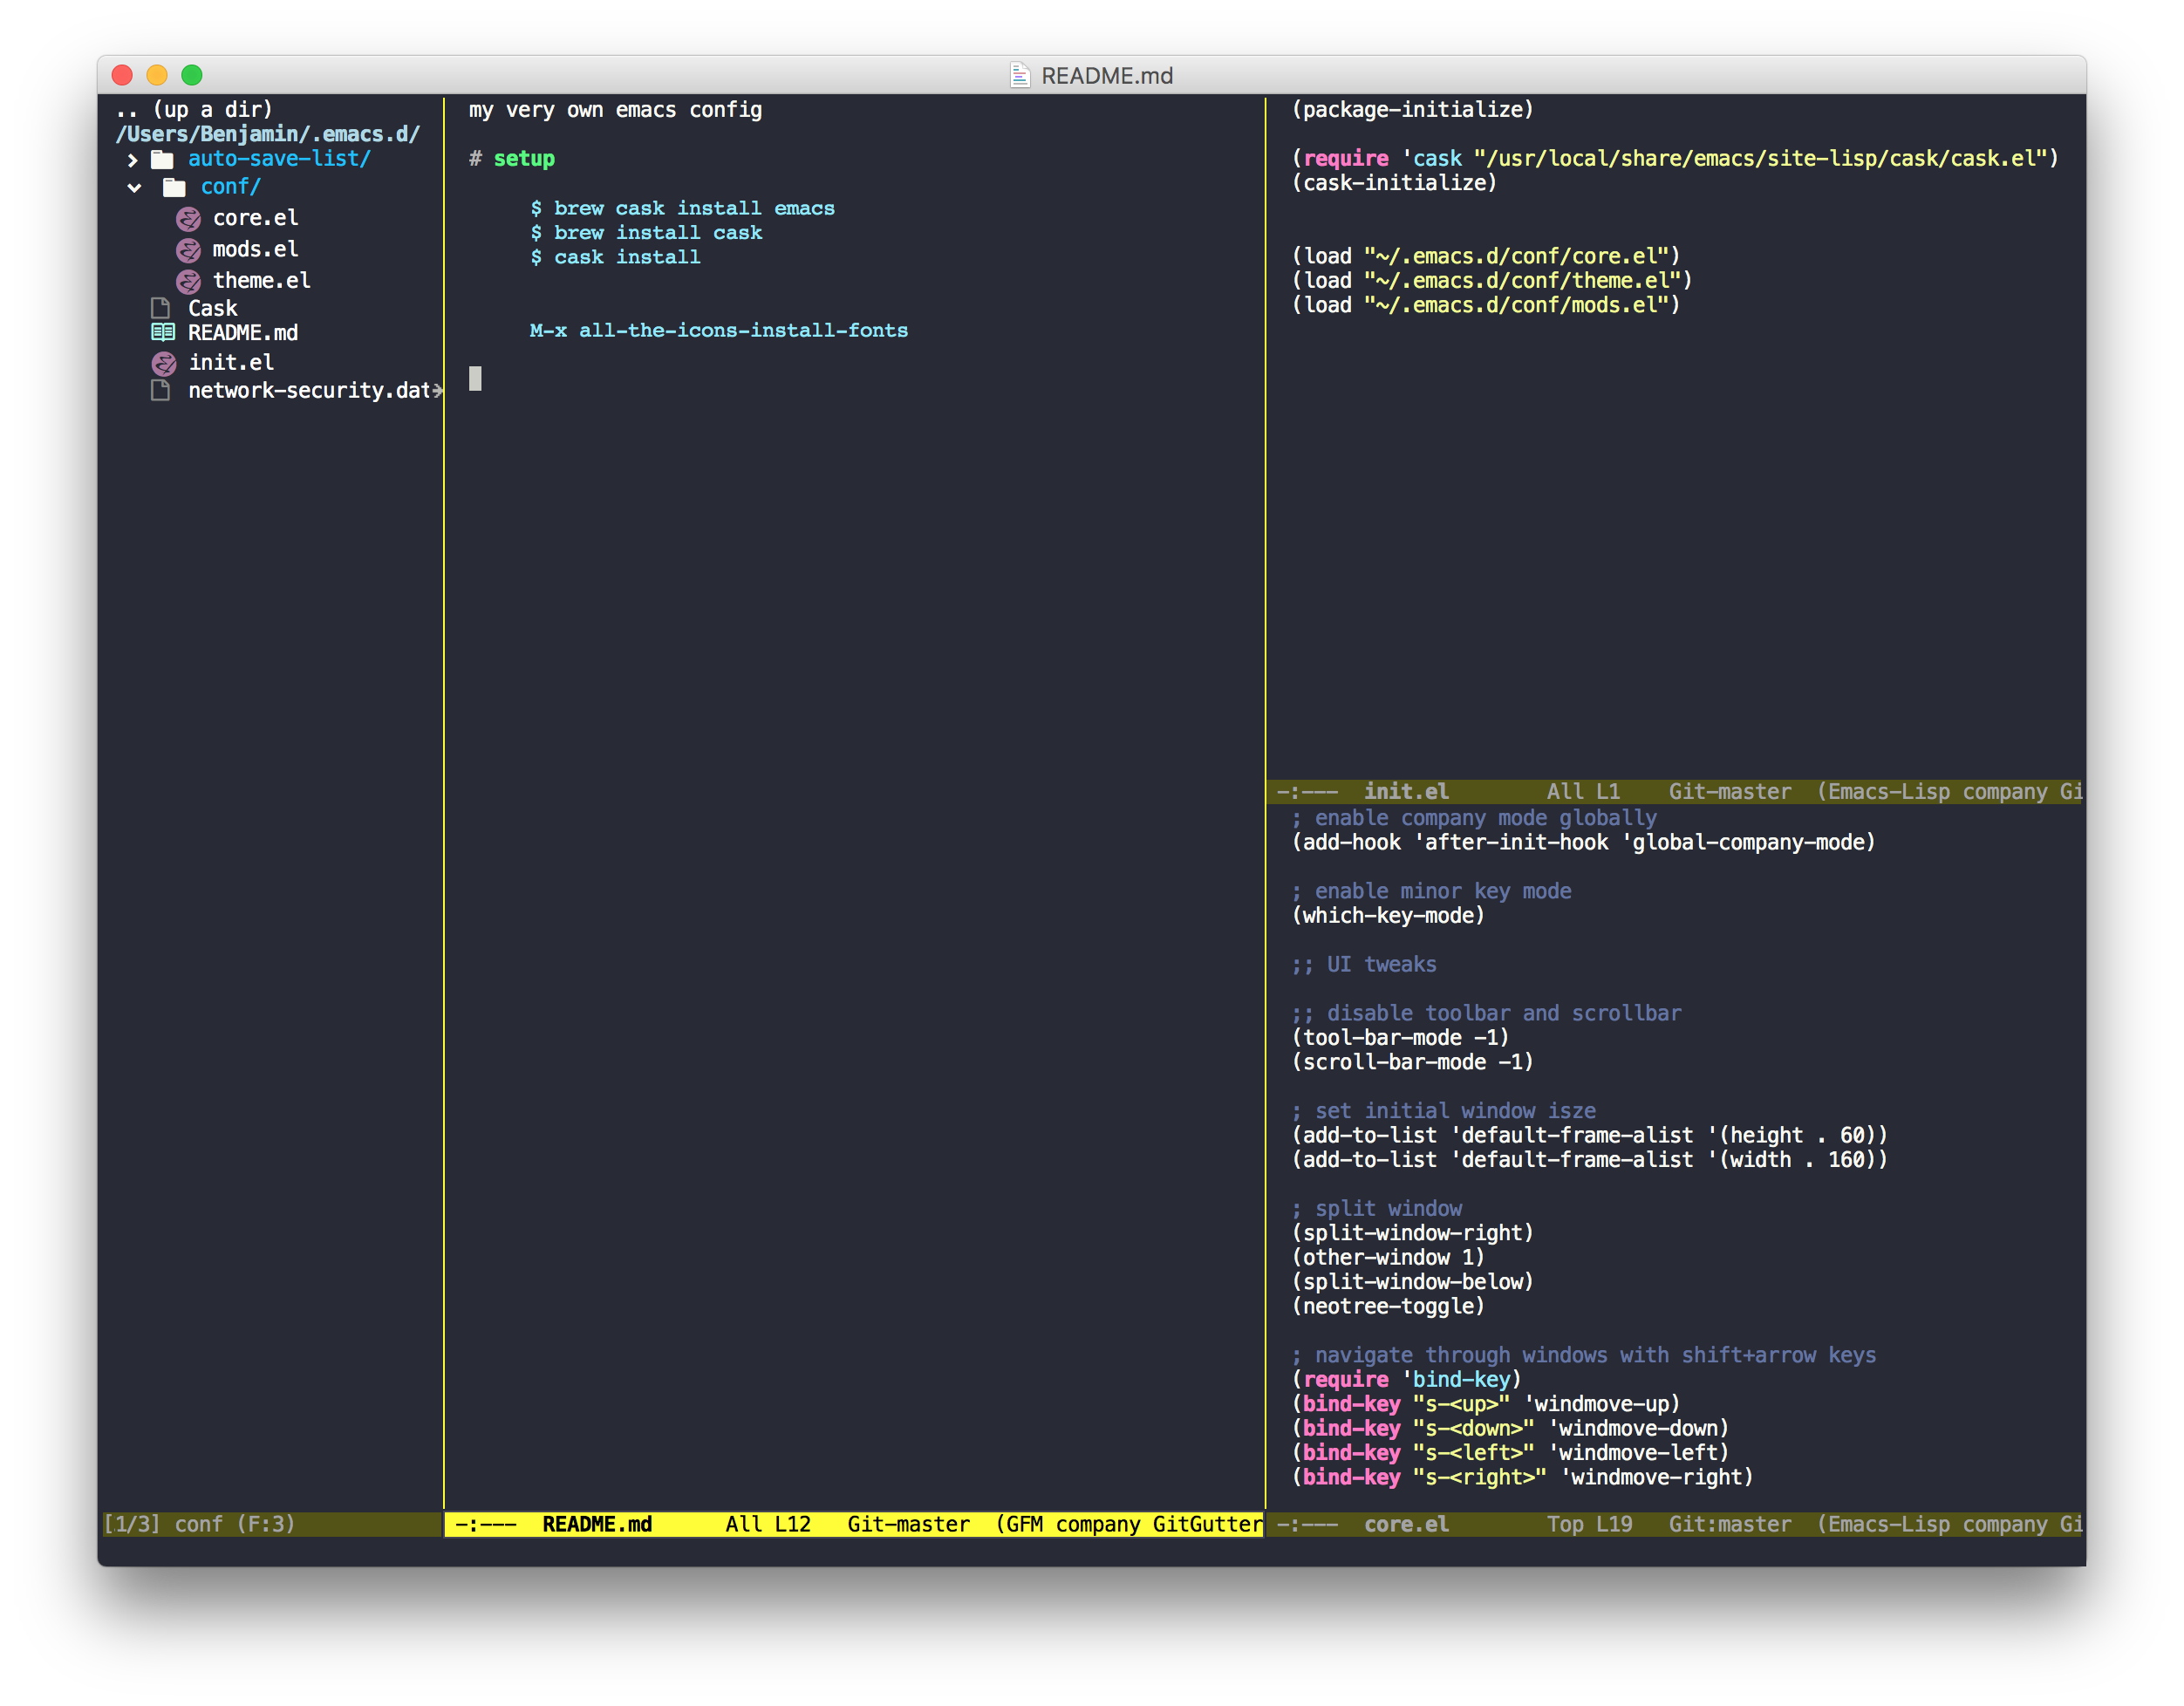 README.md
.. (up a dir)
/Users/Benjamin/.emacs.d/
auto-save-list/
conf/
core.el
mods.el
theme.el
Cask
README.md
init.el
network-security.dat
[1/3] conf (F:3)
my very own emacs config
# setup
$ brew cask install emacs
$ brew install cask
$ cask install
M-x all-the-icons-install-fonts
-:--- README.md All L12 Git-master (GFM company GitGutter
(package-initialize)
(require 'cask "/usr/local/share/emacs/site-lisp/cask/cask.el")
(cask-initialize)
(load "~/.emacs.d/conf/core.el")
(load "~/.emacs.d/conf/theme.el")
(load "~/.emacs.d/conf/mods.el")
-:--- init.el All L1 Git-master (Emacs-Lisp company Gi
; enable company mode globally
(add-hook 'after-init-hook 'global-company-mode)
; enable minor key mode
(which-key-mode)
;; UI tweaks
;; disable toolbar and scrollbar
(tool-bar-mode -1)
(scroll-bar-mode -1)
; set initial window isze
(add-to-list 'default-frame-alist '(height . 60))
(add-to-list 'default-frame-alist '(width . 160))
; split window
(split-window-right)
(other-window 1)
(split-window-below)
(neotree-toggle)
; navigate through windows with shift+arrow keys
(require 'bind-key)
(bind-key "s-<up>" 'windmove-up)
(bind-key "s-<down>" 'windmove-down)
(bind-key "s-<left>" 'windmove-left)
(bind-key "s-<right>" 'windmove-right)
-:--- core.el Top L19 Git:master (Emacs-Lisp company Gi